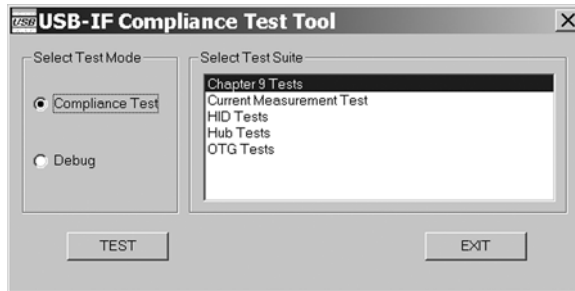 USB USB-IF Compliance Test Tool
Select Test Mode
Compliance Test
Debug
Select Test Suite
Chapter 9 Tests
Current Measurement Test
HID Tests
Hub Tests
OTG Tests
TEST
EXIT